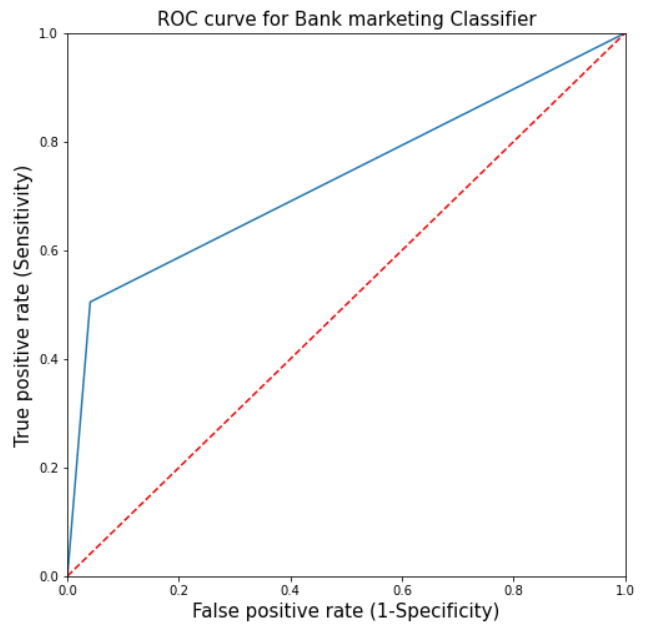 ROC curve for Bank marketing Classifier
1.0
0.8
0.6
0.4
0.2
0.0
True positive rate (Sensitivity)
0.0 0.2 0.4 0.6 0.8 1.0
False positive rate (1-Specificity)